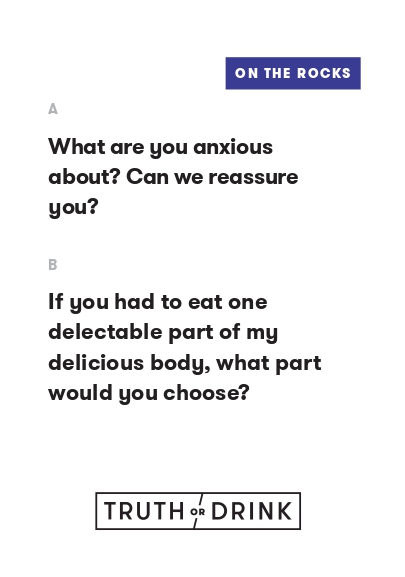 ON THE ROCKS
A
What are you anxious
about? Can we reassure
you?
B
If you had to eat one
delectable part of my
delicious body, what part
would you choose?
TRUTH OR DRINK